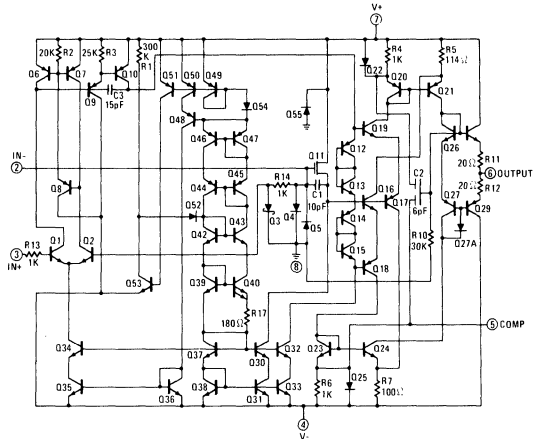 V+
7
20K R2 25K R3 300 K R1
Q6 Q7 Q10 Q51 Q50 Q49
Q9 C3 15pF Q48 Q54
R4 1K R5 114Ω
Q22 Q20 Q21
Q55 Q19 Q26
Q46 Q47 Q12
IN- 2 Q11
R11 20Ω
6 OUTPUT
20Ω R12
Q8 Q44 Q45 R14 1K C1 10pF Q13 Q16 Q17 C2 6pF
Q27 Q29
Q52 Q3 Q4 Q5 Q14 R10 30K Q27A
Q42 Q43 Q15
3 IN+ R13 1K Q1 Q2 8
Q53 Q39 Q40 Q18
R17 180Ω
5 COMP
Q34 Q37 Q30 Q32 Q23 Q24
Q35 Q36 Q38 Q31 Q33 R6 1K Q25 R7 100Ω
4
V-